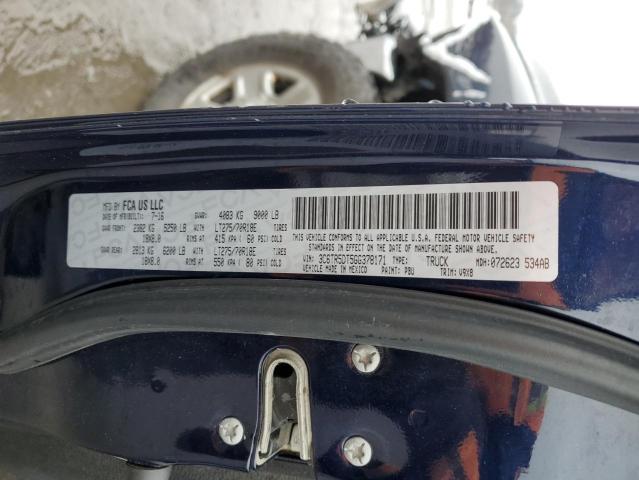 MFD BY FCA US LLC
DATE OF MFR(BUILT): 7-16 GVWR: 4083 KG 9000 LB
GAWR FRONT: 2382 KG 5250 LB WITH LT275/70R18E TIRES
18X8.0 RIMS AT 415 KPA ( 60 PSI) COLD
GAWR REAR: 2813 KG 6200 LB WITH LT275/70R18E TIRES
18X8.0 RIMS AT 550 KPA ( 80 PSI) COLD
THIS VEHICLE CONFORMS TO ALL APPLICABLE U.S.A. FEDERAL MOTOR VEHICLE SAFETY
STANDARDS IN EFFECT ON THE DATE OF MANUFACTURE SHOWN ABOVE.
VIN: 3C6TR5DT5GG378171 TYPE: TRUCK MDH: 072623 534AB
VEHICLE MADE IN MEXICO PAINT: PBU TRIM: V9X8